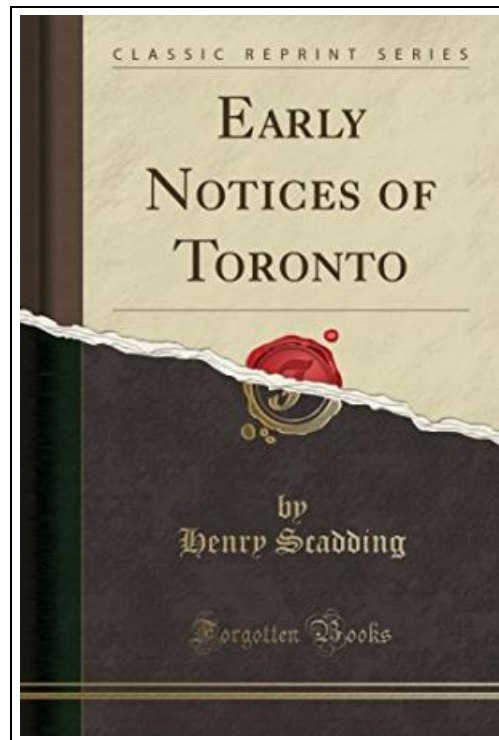 CLASSIC REPRINT SERIES
EARLY
NOTICES OF
TORONTO
by
Henry Scadding
Forgotten Books